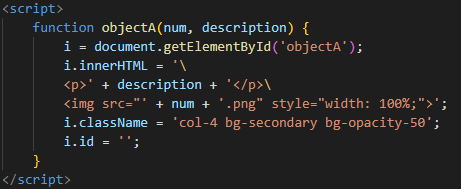 <script>
function objectA(num, description) {
i = document.getElementById('objectA');
i.innerHTML = '\
<p>' + description + '</p>\
<img src="' + num + '.png" style="width: 100%;">';
i.className = 'col-4 bg-secondary bg-opacity-50';
i.id = '';
}
</script>